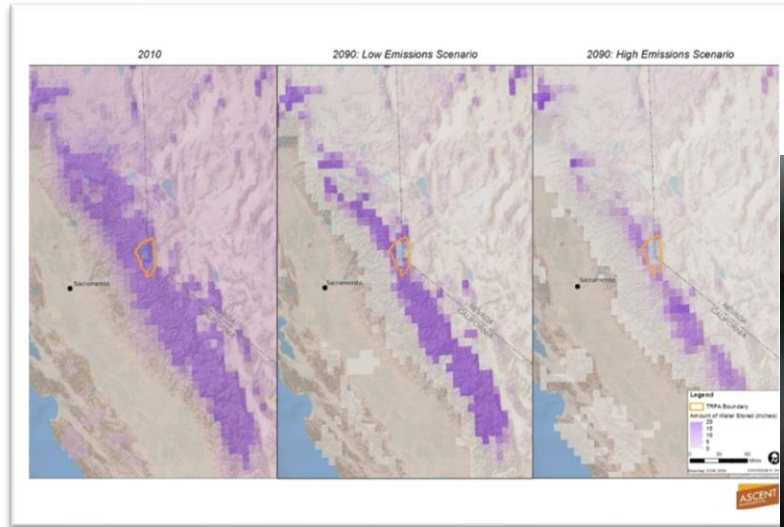 2010
2090: Low Emissions Scenario
2090: High Emissions Scenario
Sacramento
NEVADA
CALIFORNIA
Sacramento
NEVADA
CALIFORNIA
Sacramento
NEVADA
CALIFORNIA
Legend
TRPA Boundary
Amount of Water Stored (Inches)
20
15
10
5
0
ASCENT